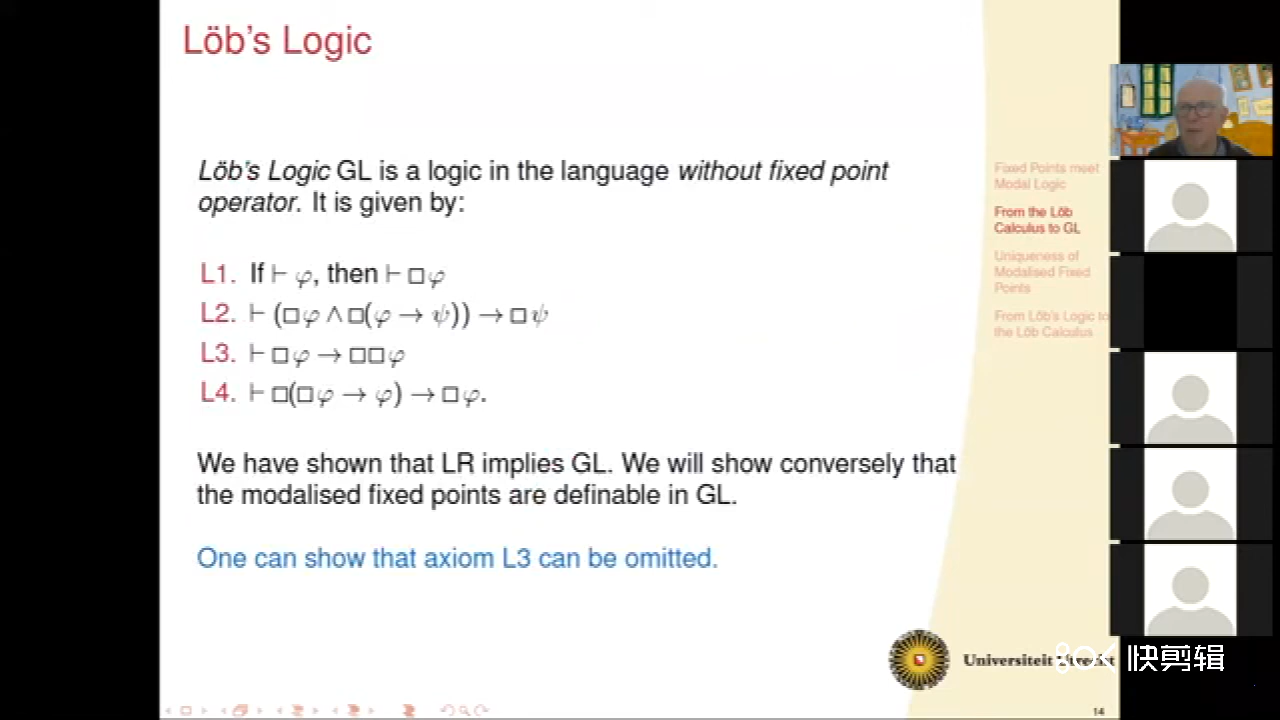 Löb's Logic
Löb's Logic GL is a logic in the language without fixed point
operator. It is given by:
L1. If ⊢ φ, then ⊢ □φ
L2. ⊢ (□φ ∧ □(φ → ψ)) → □ψ
L3. ⊢ □φ → □□φ
L4. ⊢ □(□φ → φ) → □φ.
We have shown that LR implies GL. We will show conversely that
the modalised fixed points are definable in GL.
One can show that axiom L3 can be omitted.
Fixed Points meet
Modal Logic
From the Löb
Calculus to GL
Uniqueness of
Modalised Fixed
Points
From Löb's Logic to
the Löb Calculus
Universiteit Utrecht
快剪辑
14